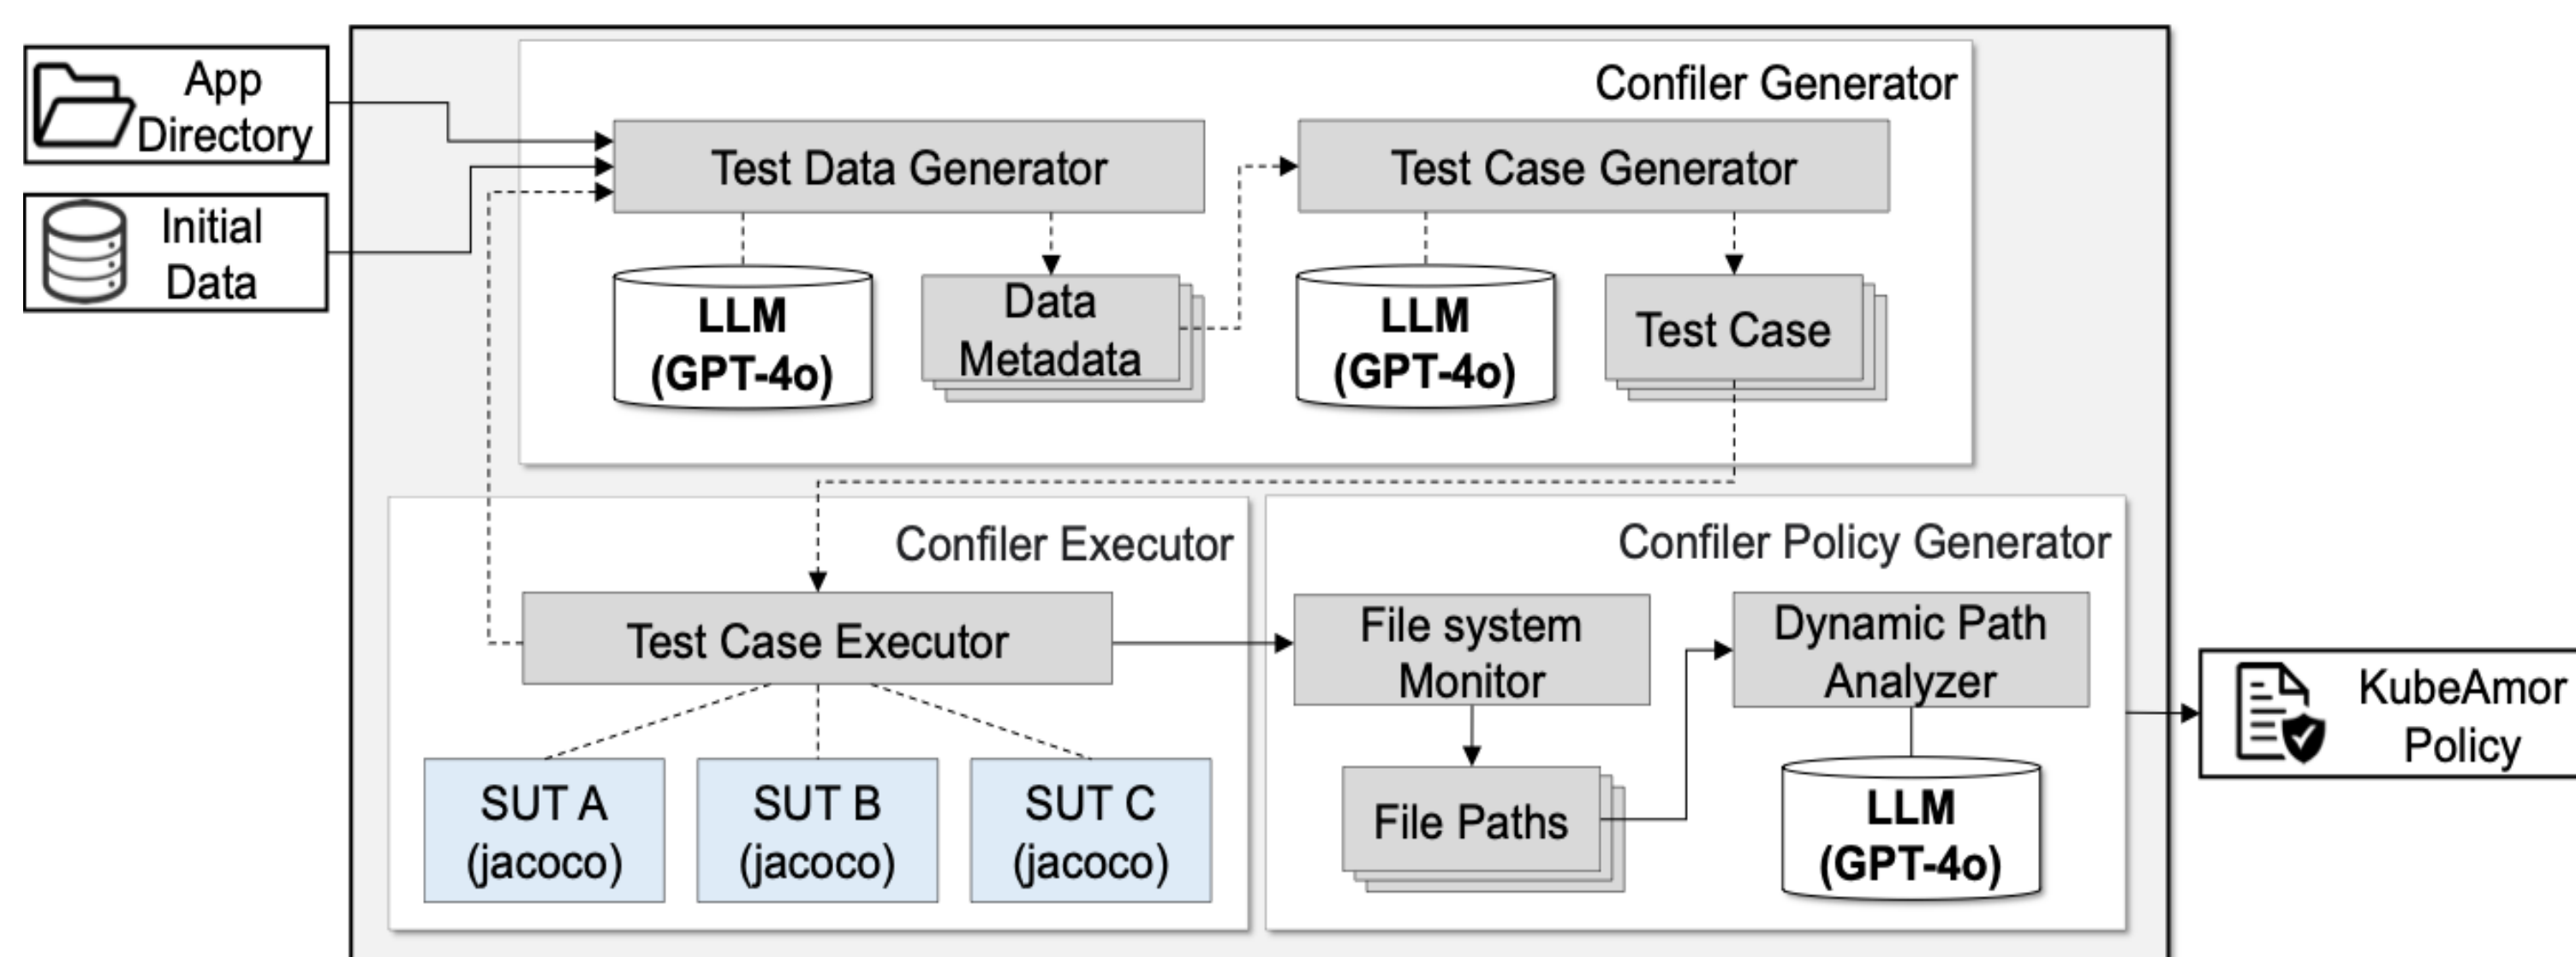 App
Directory
Initial
Data
Confiler Generator
Test Data Generator
Test Case Generator
LLM
(GPT-4o)
Data
Metadata
LLM
(GPT-4o)
Test Case
Confiler Executor
Test Case Executor
SUT A
(jacoco)
SUT B
(jacoco)
SUT C
(jacoco)
Confiler Policy Generator
File system
Monitor
Dynamic Path
Analyzer
File Paths
LLM
(GPT-4o)
KubeAmor
Policy